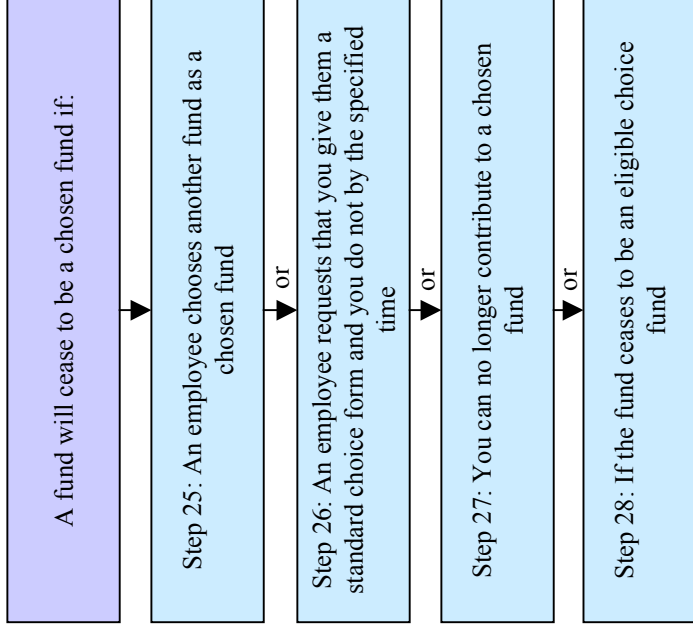 A fund will cease to be a chosen fund if:
Step 25: An employee chooses another fund as a
chosen fund
or
Step 26: An employee requests that you give them a
standard choice form and you do not by the specified
time
or
Step 27: You can no longer contribute to a chosen
fund
or
Step 28: If the fund ceases to be an eligible choice
fund